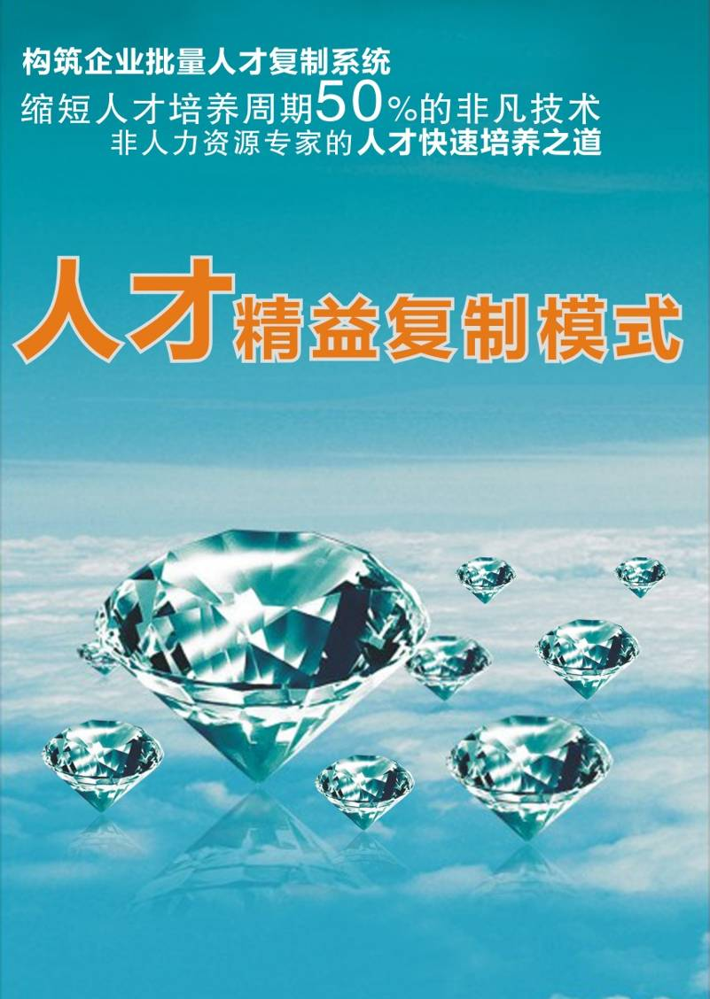 构筑企业批量人才复制系统
缩短人才培养周期50%的非凡技术
非人力资源专家的人才快速培养之道
人才精益复制模式